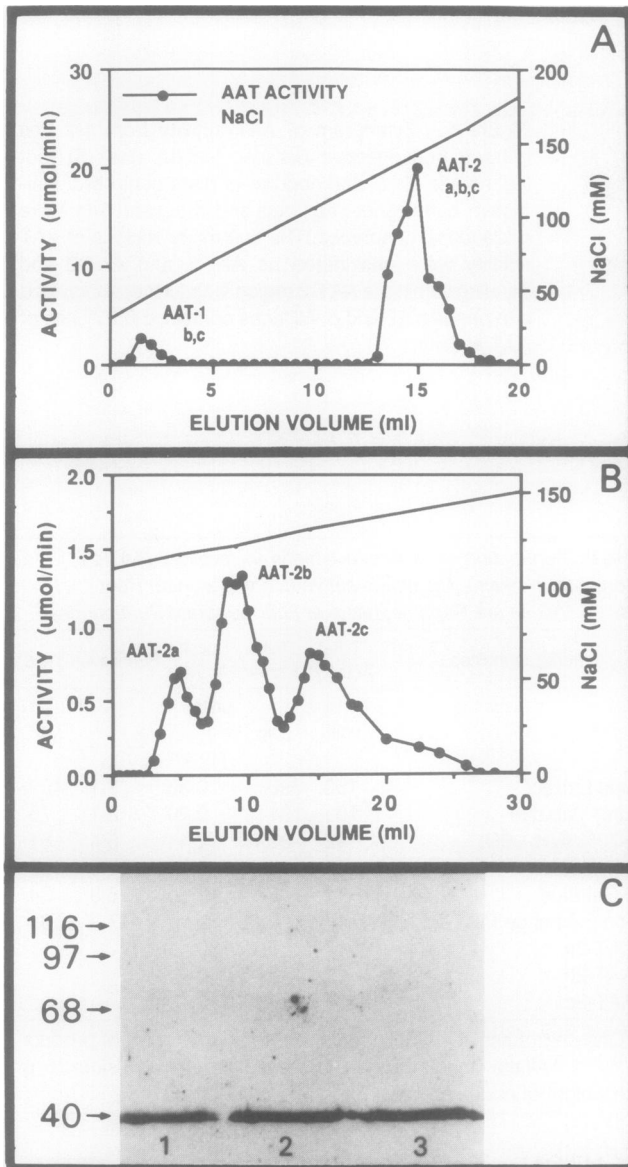 A
30
20
10
0
ACTIVITY (umol/min)
AAT ACTIVITY
NaCl
AAT-1
b,c
AAT-2
a,b,c
200
150
100
50
0
NaCl (mM)
0 5 10 15 20
ELUTION VOLUME (ml)
B
2.0
1.5
1.0
0.5
0.0
ACTIVITY (umol/min)
AAT-2a
AAT-2b
AAT-2c
150
100
50
0
NaCl (mM)
0 10 20 30
ELUTION VOLUME (ml)
C
116
97
68
40
1 2 3